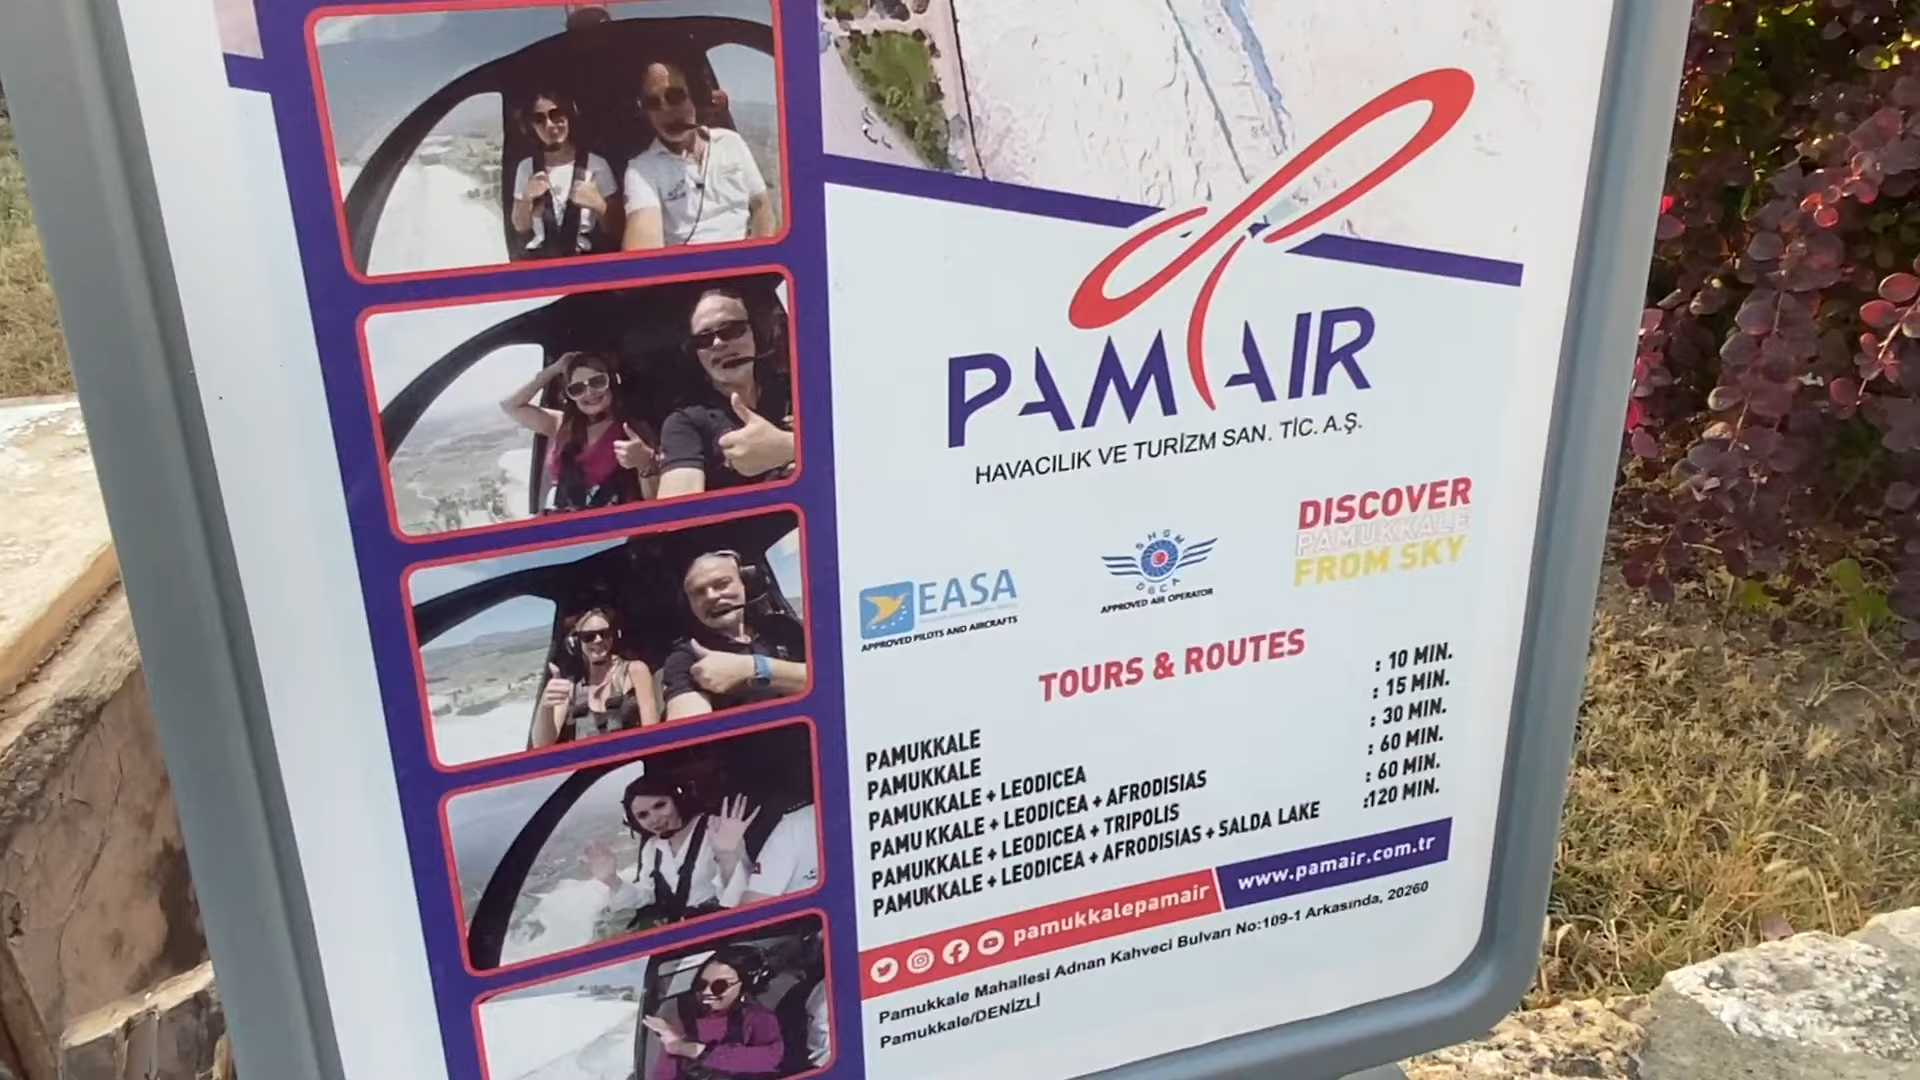 PAMAIR
HAVACILIK VE TURİZM SAN. TİC. A.Ş.
DISCOVER
PAMUKKALE
FROM SKY
EASA
APPROVED PILOTS AND AIRCRAFTS
SHGM
DGCA
APPROVED AIR OPERATOR
TOURS & ROUTES
PAMUKKALE : 10 MIN.
PAMUKKALE : 15 MIN.
PAMUKKALE + LEODICEA : 30 MIN.
PAMUKKALE + LEODICEA + AFRODISIAS : 60 MIN.
PAMUKKALE + LEODICEA + TRIPOLIS : 60 MIN.
PAMUKKALE + LEODICEA + AFRODISIAS + SALDA LAKE :120 MIN.
pamukkalepamair
www.pamair.com.tr
Pamukkale Mahallesi Adnan Kahveci Bulvarı No:109-1 Arkasında, 20260
Pamukkale/DENİZLİ